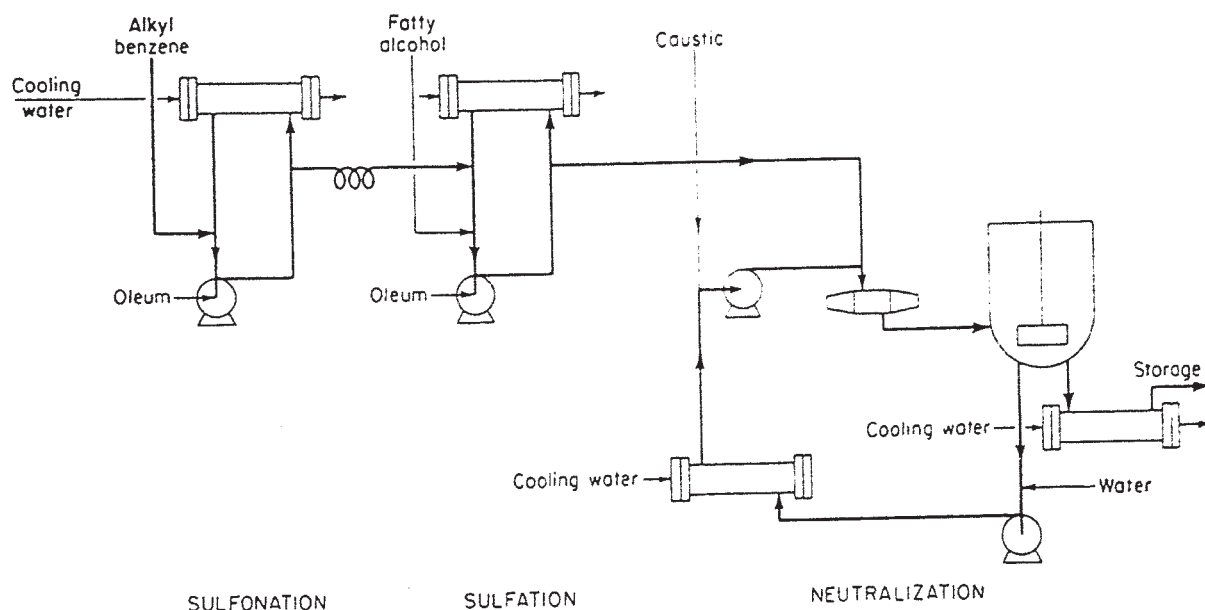 Alkyl
benzene
Fatty
alcohol
Caustic
Cooling
water
Oleum
Oleum
Storage
Cooling water
Cooling water
Water
SULFONATION
SULFATION
NEUTRALIZATION